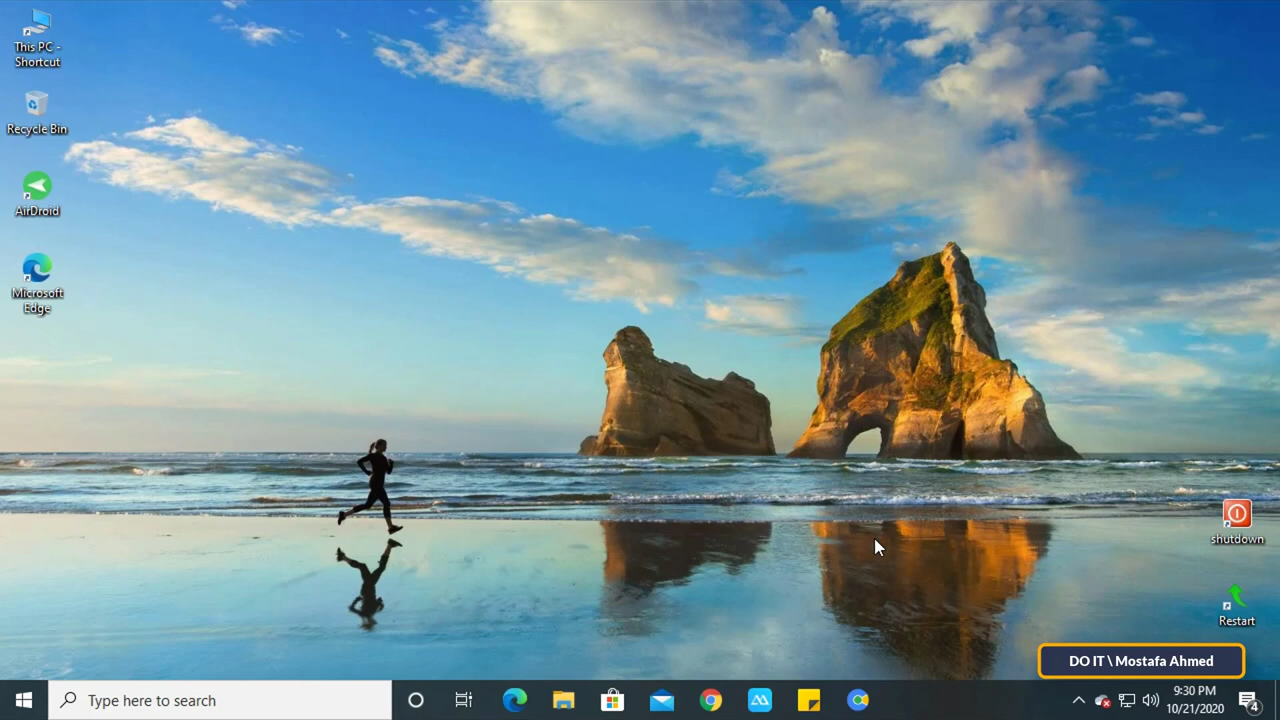 This PC -
Shortcut
Recycle Bin
AirDroid
Microsoft
Edge
shutdown
Restart
DO IT \ Mostafa Ahmed
Type here to search
9:30 PM
10/21/2020
4